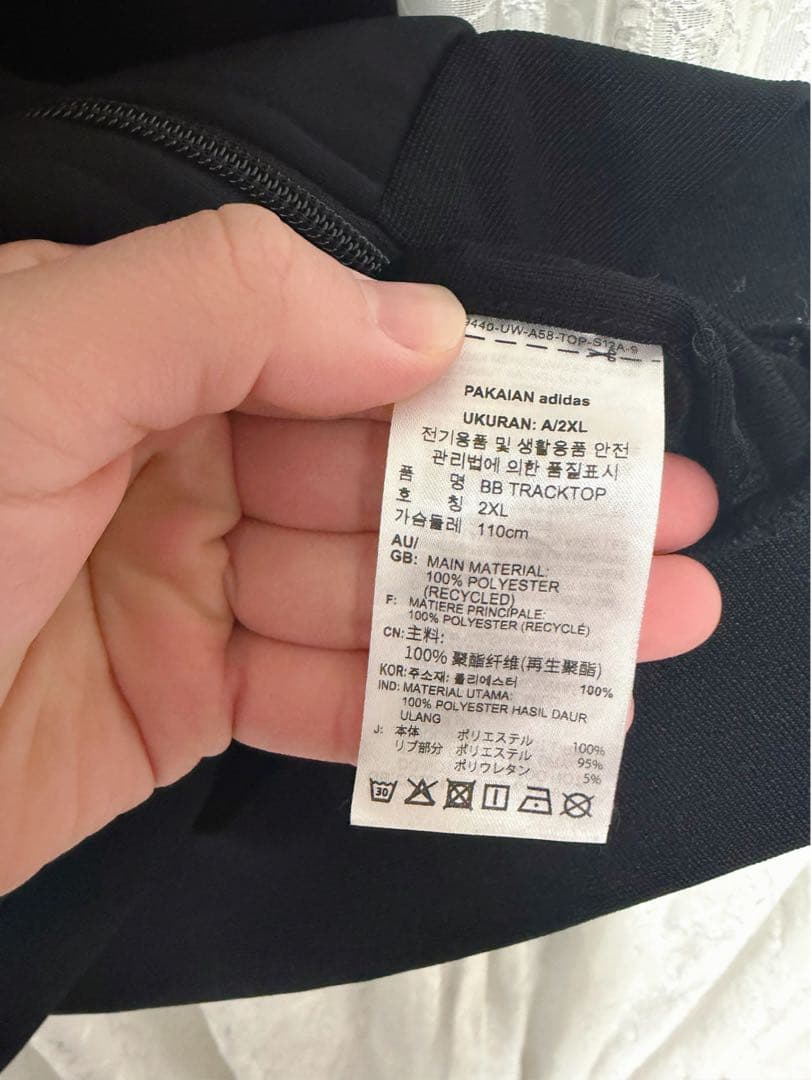 9440-UW-A58-TOP-S12A-9
PAKAIAN adidas
UKURAN: A/2XL
전기용품 및 생활용품 안전
관리법에 의한 품질표시
품 명 BB TRACKTOP
호 칭 2XL
가슴둘레 110cm
AU/
GB: MAIN MATERIAL:
100% POLYESTER
(RECYCLED)
F: MATIERE PRINCIPALE:
100% POLYESTER (RECYCLÉ)
CN: 主料:
100% 聚酯纤维(再生聚酯)
KOR: 주소재: 폴리에스터 100%
IND: MATERIAL UTAMA:
100% POLYESTER HASIL DAUR
ULANG
J: 本体 ポリエステル 100%
リブ部分 ポリエステル 95%
ポリウレタン 5%
30